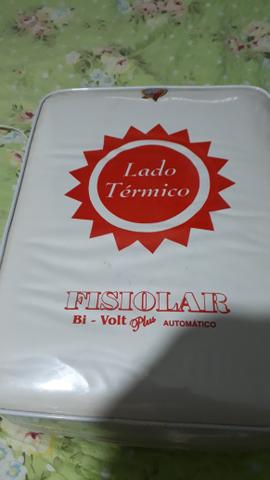 Lado
Térmico
FISIOLAR
Bi - Volt Plus AUTOMÁTICO